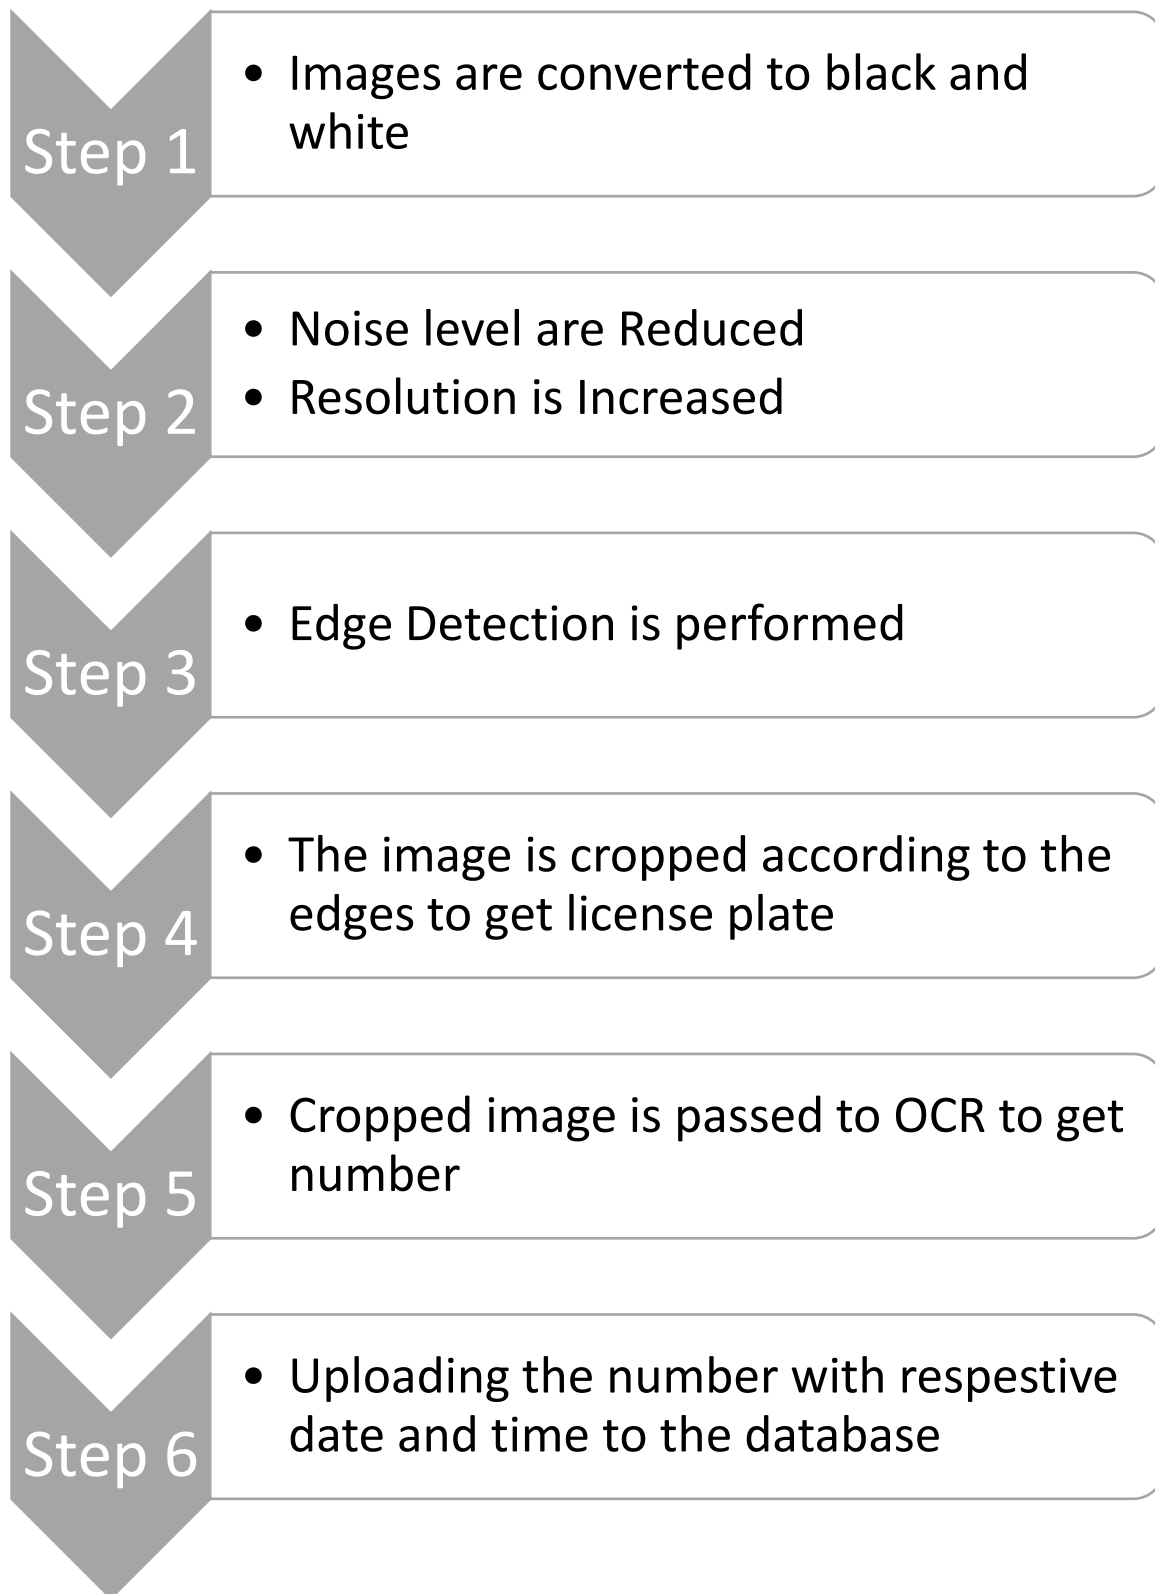 Step 1
• Images are converted to black and
white
Step 2
• Noise level are Reduced
• Resolution is Increased
Step 3
• Edge Detection is performed
Step 4
• The image is cropped according to the
edges to get license plate
Step 5
• Cropped image is passed to OCR to get
number
Step 6
• Uploading the number with respestive
date and time to the database